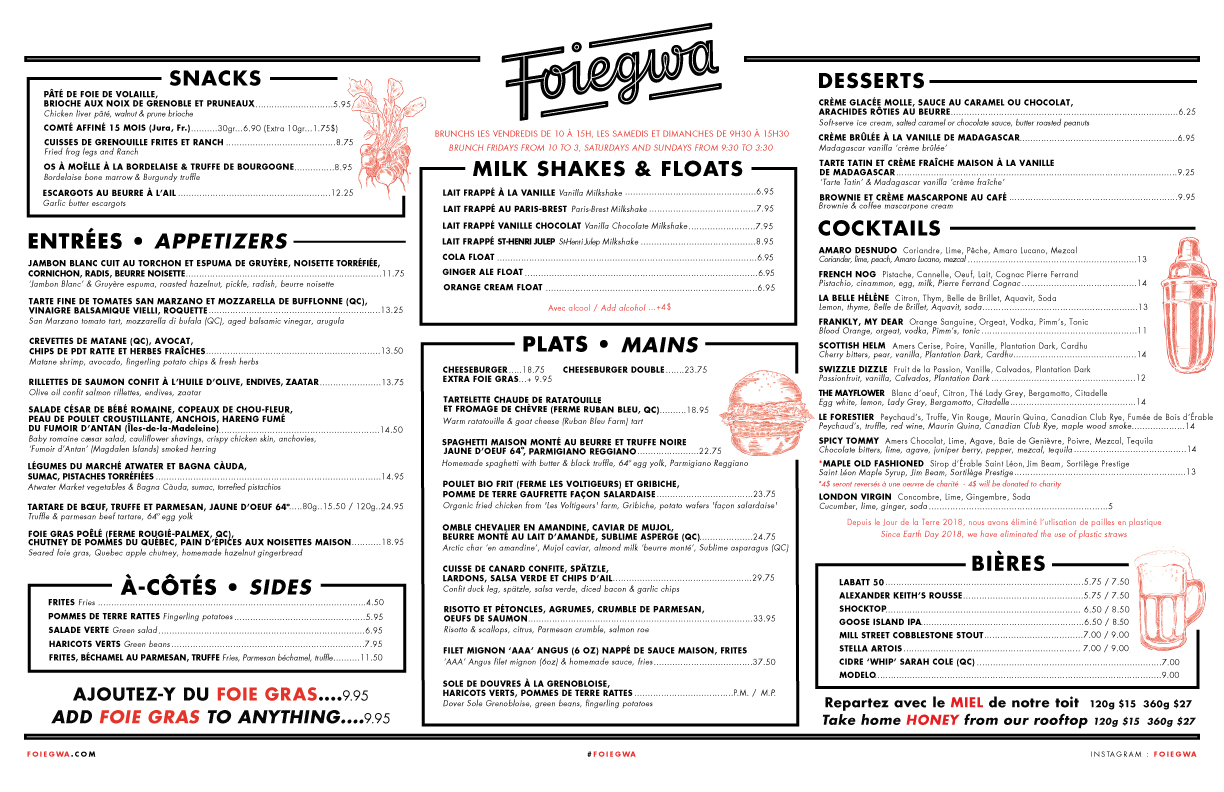 Foiegwa
BRUNCHS LES VENDREDIS DE 10 À 15H, LES SAMEDIS ET DIMANCHES DE 9H30 À 15H30
BRUNCH FRIDAYS FROM 10 TO 3, SATURDAYS AND SUNDAYS FROM 9:30 TO 3:30
SNACKS
PÂTÉ DE FOIE DE VOLAILLE,
BRIOCHE AUX NOIX DE GRENOBLE ET PRUNEAUX.....5.95
Chicken liver pâté, walnut & prune brioche
COMTÉ AFFINÉ 15 MOIS (Jura, Fr.)..........30gr...6.90 (Extra 10gr...1.75$)
CUISSES DE GRENOUILLE FRITES ET RANCH .....8.75
Fried frog legs and Ranch
OS À MOËLLE À LA BORDELAISE & TRUFFE DE BOURGOGNE.....8.95
Bordelaise bone marrow & Burgundy truffle
ESCARGOTS AU BEURRE À L'AIL .....12.25
Garlic butter escargots
ENTRÉES • APPETIZERS
JAMBON BLANC CUIT AU TORCHON ET ESPUMA DE GRUYÈRE, NOISETTE TORRÉFIÉE,
CORNICHON, RADIS, BEURRE NOISETTE.....11.75
'Jambon Blanc' & Gruyère espuma, roasted hazelnut, pickle, radish, beurre noisette
TARTE FINE DE TOMATES SAN MARZANO ET MOZZARELLA DE BUFFLONNE (QC),
VINAIGRE BALSAMIQUE VIELLI, ROQUETTE.....13.25
San Marzano tomato tart, mozzarella di bufala (QC), aged balsamic vinegar, arugula
CREVETTES DE MATANE (QC), AVOCAT,
CHIPS DE PDT RATTE ET HERBES FRAÎCHES.....13.50
Matane shrimp, avocado, fingerling potato chips & fresh herbs
RILLETTES DE SAUMON CONFIT À L'HUILE D'OLIVE, ENDIVES, ZAATAR.....13.75
Olive oil confit salmon rillettes, endives, zaatar
SALADE CÉSAR DE BÉBÉ ROMAINE, COPEAUX DE CHOU-FLEUR,
PEAU DE POULET CROUSTILLANTE, ANCHOIS, HARENG FUMÉ
DU FUMOIR D'ANTAN (Îles-de-la-Madeleine).....14.50
Baby romaine cæsar salad, cauliflower shavings, crispy chicken skin, anchovies,
'Fumoir d'Antan' (Magdalen Islands) smoked herring
LÉGUMES DU MARCHÉ ATWATER ET BAGNA CÀUDA,
SUMAC, PISTACHES TORRÉFIÉES .....14.95
Atwater Market vegetables & Bagna Càuda, sumac, torrefied pistachios
TARTARE DE BŒUF, TRUFFE ET PARMESAN, JAUNE D'OEUF 64°.....80g..15.50 / 120g..24.95
Truffle & parmesan beef tartare, 64° egg yolk
FOIE GRAS POÊLÉ (FERME ROUGIÉ-PALMEX, QC),
CHUTNEY DE POMMES DU QUÉBEC, PAIN D'ÉPICES AUX NOISETTES MAISON.....18.95
Seared foie gras, Quebec apple chutney, homemade hazelnut gingerbread
À-CÔTÉS • SIDES
FRITES Fries .....4.50
POMMES DE TERRE RATTES Fingerling potatoes .....5.95
SALADE VERTE Green salad.....6.95
HARICOTS VERTS Green beans.....7.95
FRITES, BÉCHAMEL AU PARMESAN, TRUFFE Fries, Parmesan béchamel, truffle.....11.50
AJOUTEZ-Y DU FOIE GRAS....9.95
ADD FOIE GRAS TO ANYTHING....9.95
MILK SHAKES & FLOATS
LAIT FRAPPÉ À LA VANILLE Vanilla Milkshake .....6.95
LAIT FRAPPÉ AU PARIS-BREST Paris-Brest Milkshake .....7.95
LAIT FRAPPÉ VANILLE CHOCOLAT Vanilla Chocolate Milkshake.....7.95
LAIT FRAPPÉ ST-HENRI JULEP St-Henri Julep Milkshake .....8.95
COLA FLOAT .....6.95
GINGER ALE FLOAT.....6.95
ORANGE CREAM FLOAT .....6.95
Avec alcool / Add alcohol ...+4$
PLATS • MAINS
CHEESEBURGER.....18.75 CHEESEBURGER DOUBLE.......23.75
EXTRA FOIE GRAS...+ 9.95
TARTELETTE CHAUDE DE RATATOUILLE
ET FROMAGE DE CHÈVRE (FERME RUBAN BLEU, QC)..........18.95
Warm ratatouille & goat cheese (Ruban Bleu Farm) tart
SPAGHETTI MAISON MONTÉ AU BEURRE ET TRUFFE NOIRE
JAUNE D'OEUF 64°, PARMIGIANO REGGIANO .....22.75
Homemade spaghetti with butter & black truffle, 64° egg yolk, Parmigiano Reggiano
POULET BIO FRIT (FERME LES VOLTIGEURS) ET GRIBICHE,
POMME DE TERRE GAUFRETTE FAÇON SALARDAISE.....23.75
Organic fried chicken from 'Les Voltigeurs' farm, Gribiche, potato wafers 'façon salardaise'
OMBLE CHEVALIER EN AMANDINE, CAVIAR DE MUJOL,
BEURRE MONTÉ AU LAIT D'AMANDE, SUBLIME ASPERGE (QC).....24.75
Arctic char 'en amandine', Mujol caviar, almond milk 'beurre monté', Sublime asparagus (QC)
CUISSE DE CANARD CONFITE, SPÄTZLE,
LARDONS, SALSA VERDE ET CHIPS D'AIL.....29.75
Confit duck leg, spätzle, salsa verde, diced bacon & garlic chips
RISOTTO ET PÉTONCLES, AGRUMES, CRUMBLE DE PARMESAN,
OEUFS DE SAUMON.....33.95
Risotto & scallops, citrus, Parmesan crumble, salmon roe
FILET MIGNON 'AAA' ANGUS (6 OZ) NAPPÉ DE SAUCE MAISON, FRITES
'AAA' Angus filet mignon (6oz) & homemade sauce, fries.....37.50
SOLE DE DOUVRES À LA GRENOBLOISE,
HARICOTS VERTS, POMMES DE TERRE RATTES .....P.M. / M.P.
Dover Sole Grenobloise, green beans, fingerling potatoes
DESSERTS
CRÈME GLACÉE MOLLE, SAUCE AU CARAMEL OU CHOCOLAT,
ARACHIDES RÔTIES AU BEURRE.....6.25
Soft-serve ice cream, salted caramel or chocolate sauce, butter roasted peanuts
CRÈME BRÛLÉE À LA VANILLE DE MADAGASCAR.....6.95
Madagascar vanilla 'crème brûlée'
TARTE TATIN ET CRÈME FRAÎCHE MAISON À LA VANILLE
DE MADAGASCAR.....9.25
'Tarte Tatin' & Madagascar vanilla 'crème fraîche'
BROWNIE ET CRÈME MASCARPONE AU CAFÉ .....9.95
Brownie & coffee mascarpone cream
COCKTAILS
AMARO DESNUDO Coriandre, Lime, Pêche, Amaro Lucano, Mezcal
Coriander, lime, peach, Amaro Lucano, mezcal .....13
FRENCH NOG Pistache, Cannelle, Oeuf, Lait, Cognac Pierre Ferrand
Pistachio, cinammon, egg, milk, Pierre Ferrand Cognac .....14
LA BELLE HÉLÈNE Citron, Thym, Belle de Brillet, Aquavit, Soda
Lemon, thyme, Belle de Brillet, Aquavit, soda.....13
FRANKLY, MY DEAR Orange Sanguine, Orgeat, Vodka, Pimm's, Tonic
Blood Orange, orgeat, vodka, Pimm's, tonic .....11
SCOTTISH HELM Amers Cerise, Poire, Vanille, Plantation Dark, Cardhu
Cherry bitters, pear, vanilla, Plantation Dark, Cardhu.....14
SWIZZLE DIZZLE Fruit de la Passion, Vanille, Calvados, Plantation Dark
Passionfruit, vanilla, Calvados, Plantation Dark .....12
THE MAYFLOWER Blanc d'oeuf, Citron, Thé Lady Grey, Bergamotto, Citadelle
Egg white, lemon, Lady Grey, Bergamotto, Citadelle.....14
LE FORESTIER Peychaud's, Truffe, Vin Rouge, Maurin Quina, Canadian Club Rye, Fumée de Bois d'Érable
Peychaud's, truffle, red wine, Maurin Quina, Canadian Club Rye, maple wood smoke.....14
SPICY TOMMY Amers Chocolat, Lime, Agave, Baie de Genièvre, Poivre, Mezcal, Tequila
Chocolate bitters, lime, agave, juniper berry, pepper, mezcal, tequila .....14
*MAPLE OLD FASHIONED Sirop d'Érable Saint Léon, Jim Beam, Sortilège Prestige
Saint Léon Maple Syrup, Jim Beam, Sortilège Prestige .....13
*4$ seront reversés à une oeuvre de charité - 4$ will be donated to charity
LONDON VIRGIN Concombre, Lime, Gingembre, Soda
Cucumber, lime, ginger, soda.....5
Depuis le Jour de la Terre 2018, nous avons éliminé l'utlisation de pailles en plastique.
Since Earth Day 2018, we have eliminated the use of plastic straws
BIÈRES
LABATT 50.....5.75 / 7.50
ALEXANDER KEITH'S ROUSSE.....5.75 / 7.50
SHOCKTOP..... 6.50 / 8.50
GOOSE ISLAND IPA..... 6.50 / 8.50
MILL STREET COBBLESTONE STOUT.....7.00 / 9.00
STELLA ARTOIS..... 7.00 / 9.00
CIDRE 'WHIP' SARAH COLE (QC) .....7.00
MODELO.....9.00
Repartez avec le MIEL de notre toit 120g $15 360g $27
Take home HONEY from our rooftop 120g $15 360g $27
FOIEGWA.COM
#FOIEGWA
INSTAGRAM : FOIEGWA